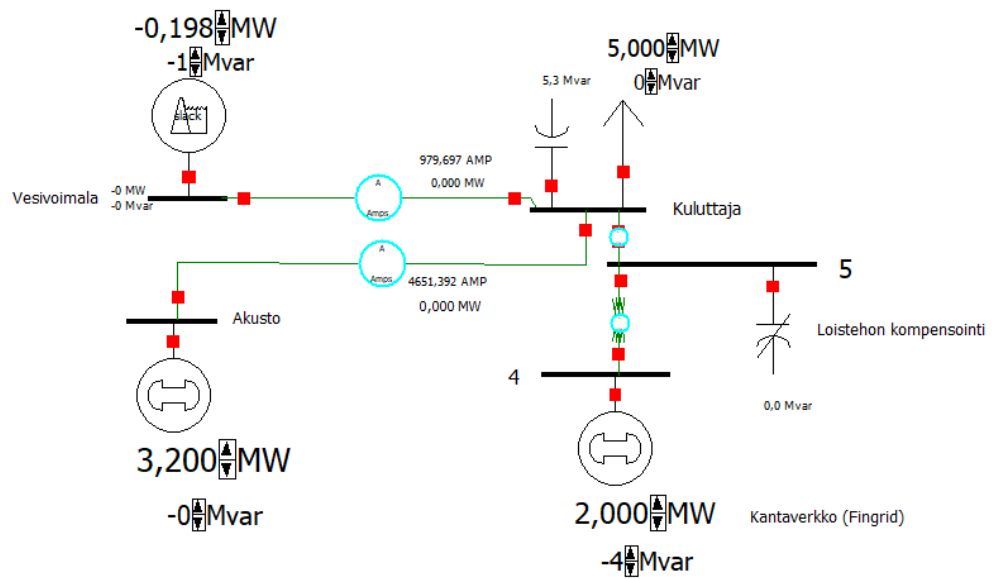 -0,198 MW
-1 Mvar
slack
Vesivoimala
-0 MW
-0 Mvar
A
Amps
979,697 AMP
0,000 MW
5,3 Mvar
5,000 MW
0 Mvar
Kuluttaja
A
Amps
4651,392 AMP
0,000 MW
Akusto
3,200 MW
-0 Mvar
5
Loistehon kompensointi
0,0 Mvar
4
2,000 MW
-4 Mvar
Kantaverkko (Fingrid)